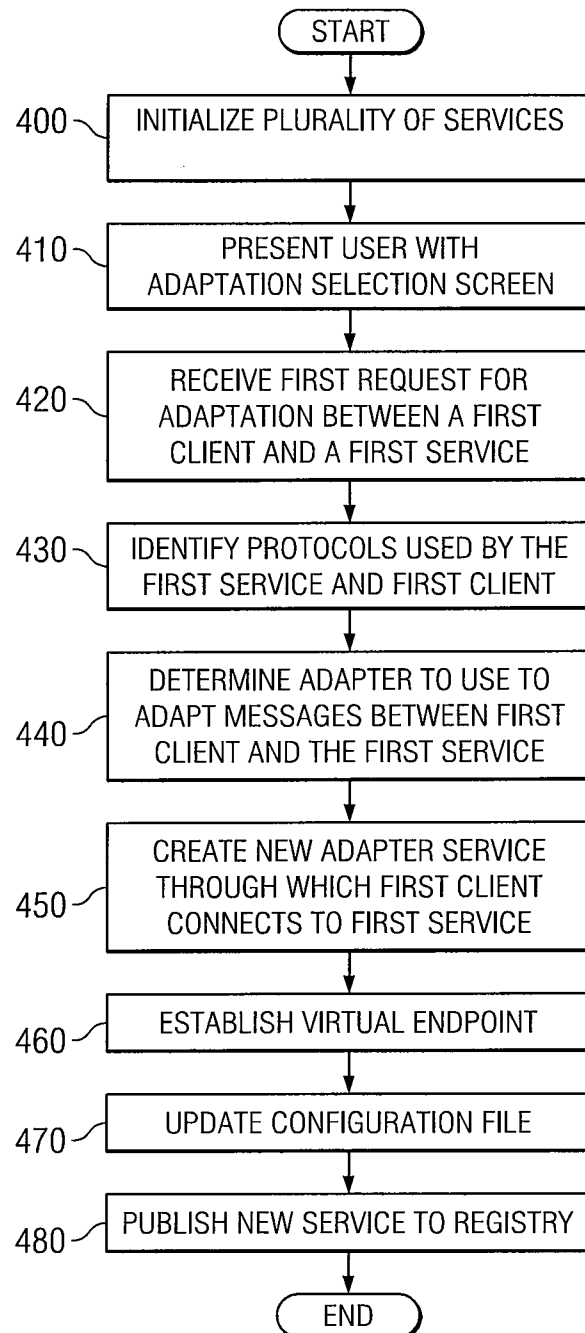 START
400
INITIALIZE PLURALITY OF SERVICES
410
PRESENT USER WITH
ADAPTATION SELECTION SCREEN
420
RECEIVE FIRST REQUEST FOR
ADAPTATION BETWEEN A FIRST
CLIENT AND A FIRST SERVICE
430
IDENTIFY PROTOCOLS USED BY THE
FIRST SERVICE AND FIRST CLIENT
440
DETERMINE ADAPTER TO USE TO
ADAPT MESSAGES BETWEEN FIRST
CLIENT AND THE FIRST SERVICE
450
CREATE NEW ADAPTER SERVICE
THROUGH WHICH FIRST CLIENT
CONNECTS TO FIRST SERVICE
460
ESTABLISH VIRTUAL ENDPOINT
470
UPDATE CONFIGURATION FILE
480
PUBLISH NEW SERVICE TO REGISTRY
END